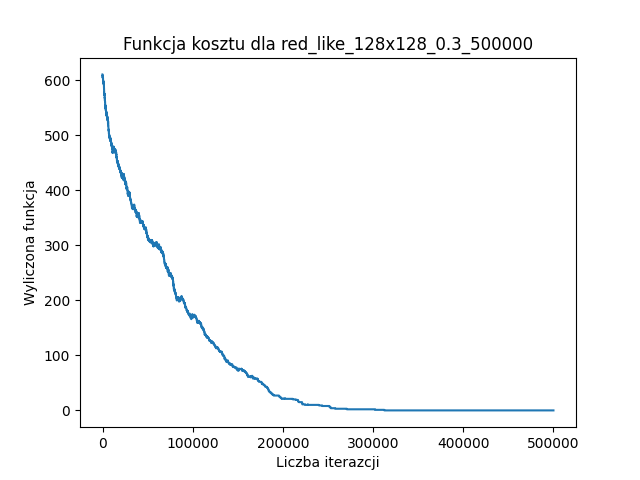 Funkcja kosztu dla red_like_128x128_0.3_500000
600
500
400
300
200
100
0
Wyliczona funkcja
0 100000 200000 300000 400000 500000
Liczba iterazcji